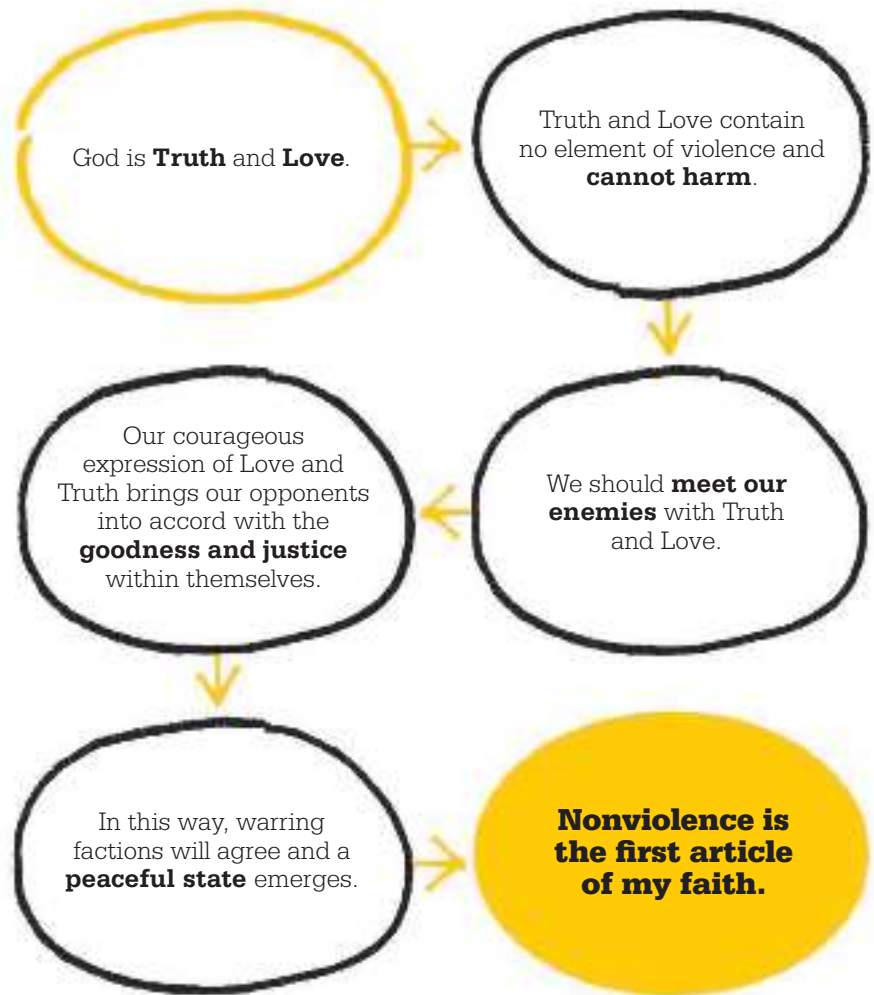 God is Truth and Love.
Truth and Love contain
no element of violence and
cannot harm.
We should meet our
enemies with Truth
and Love.
Our courageous
expression of Love and
Truth brings our opponents
into accord with the
goodness and justice
within themselves.
In this way, warring
factions will agree and a
peaceful state emerges.
Nonviolence is
the first article
of my faith.